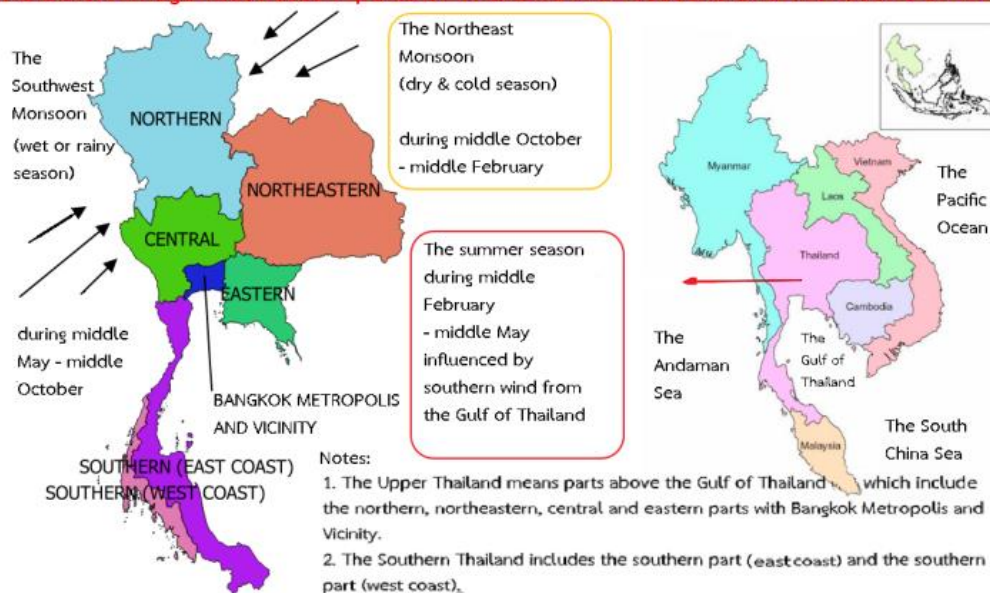 The
Southwest
Monsoon
(wet or rainy
season)
NORTHERN
NORTHEASTERN
CENTRAL
EASTERN
during middle
May - middle
October
BANGKOK METROPOLIS
AND VICINITY
SOUTHERN (EAST COAST)
SOUTHERN (WEST COAST)
The Northeast
Monsoon
(dry & cold season)
during middle October
- middle February
The summer season
during middle
February
- middle May
influenced by
southern wind from
the Gulf of Thailand
Myanmar
Laos
Vietnam
Thailand
Cambodia
Malaysia
The
Pacific
Ocean
The
Andaman
Sea
The
Gulf of
Thailand
The South
China Sea
Notes:
1. The Upper Thailand means parts above the Gulf of Thailand which include
the northern, northeastern, central and eastern parts with Bangkok Metropolis and
Vicinity.
2. The Southern Thailand includes the southern part (east coast) and the southern
part (west coast).